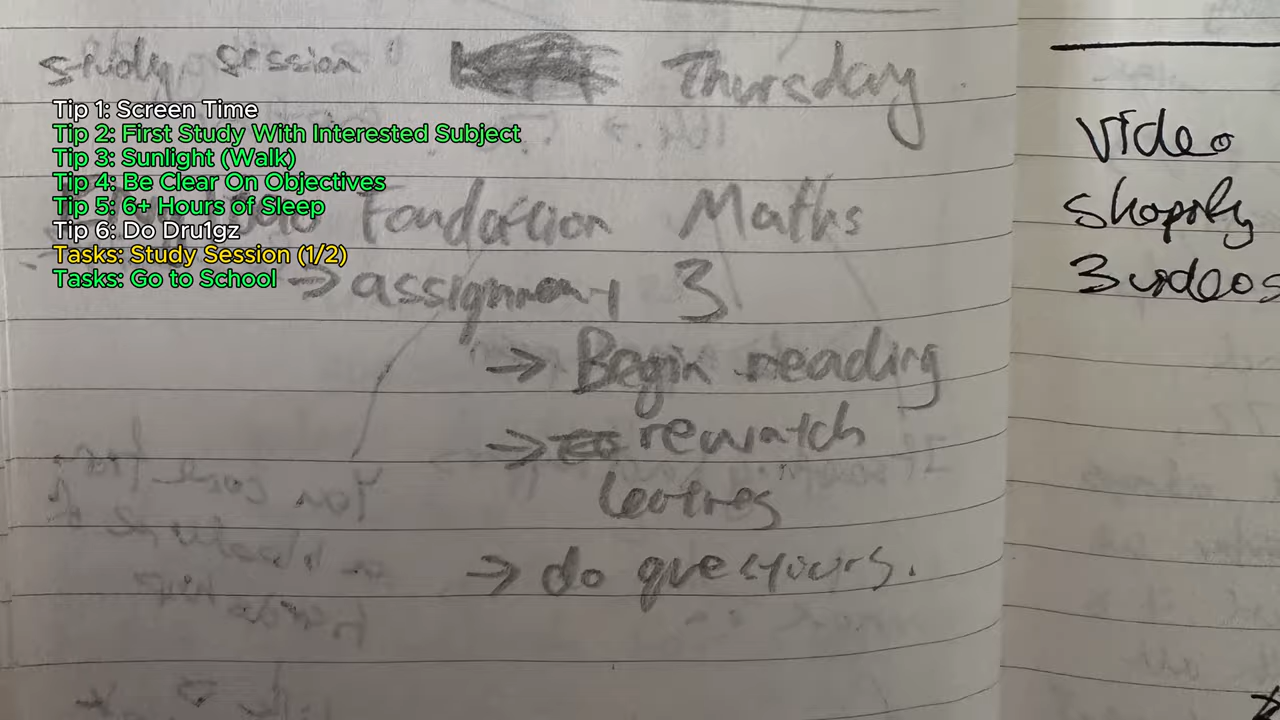 study session Thursday
Tip 1: Screen Time
Tip 2: First Study With Interested Subject
Tip 3: Sunlight (Walk)
Tip 4: Be Clear On Objectives
Tip 5: 6+ Hours of Sleep
Tip 6: Do Dru1gz
Tasks: Study Session (1/2)
Tasks: Go to School
Foundation Maths
→ assignment 3
→ Begin reading
→ rewatch
lectures
→ do questions.
video
shopify
3 videos